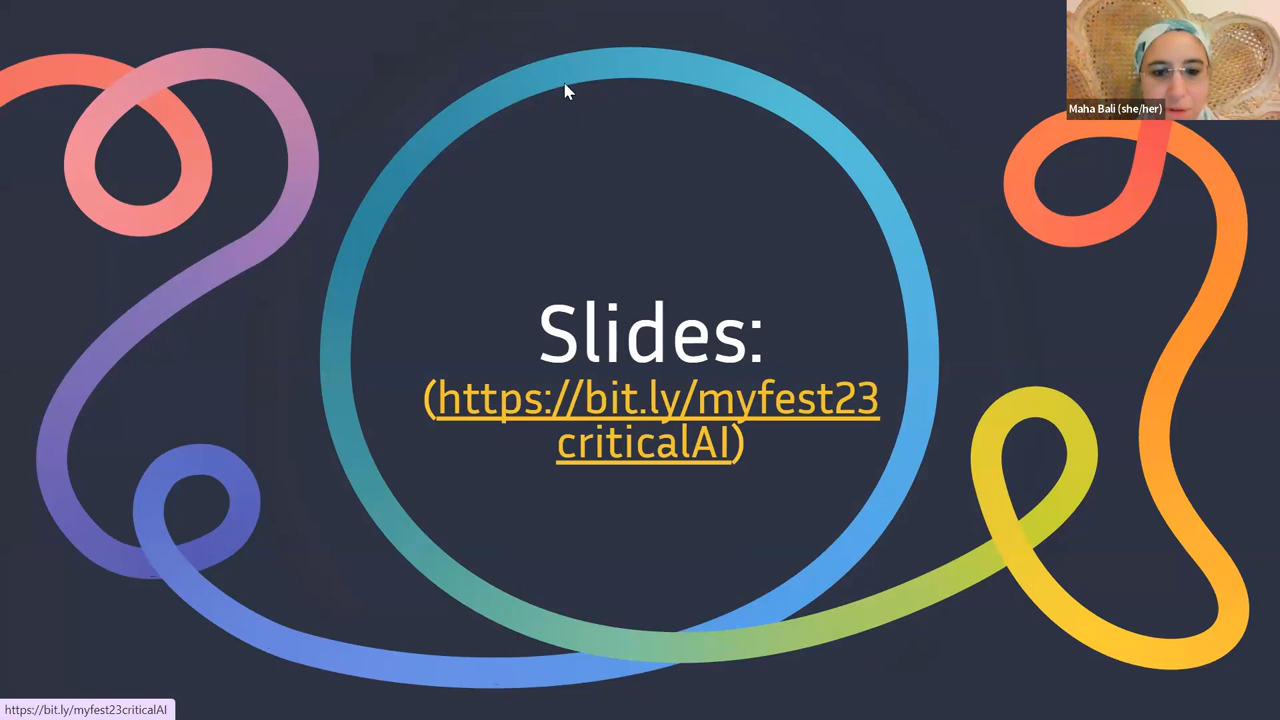 Maha Bali (she/her)
Slides:
(https://bit.ly/myfest23
criticalAI)
https://bit.ly/myfest23criticalAI